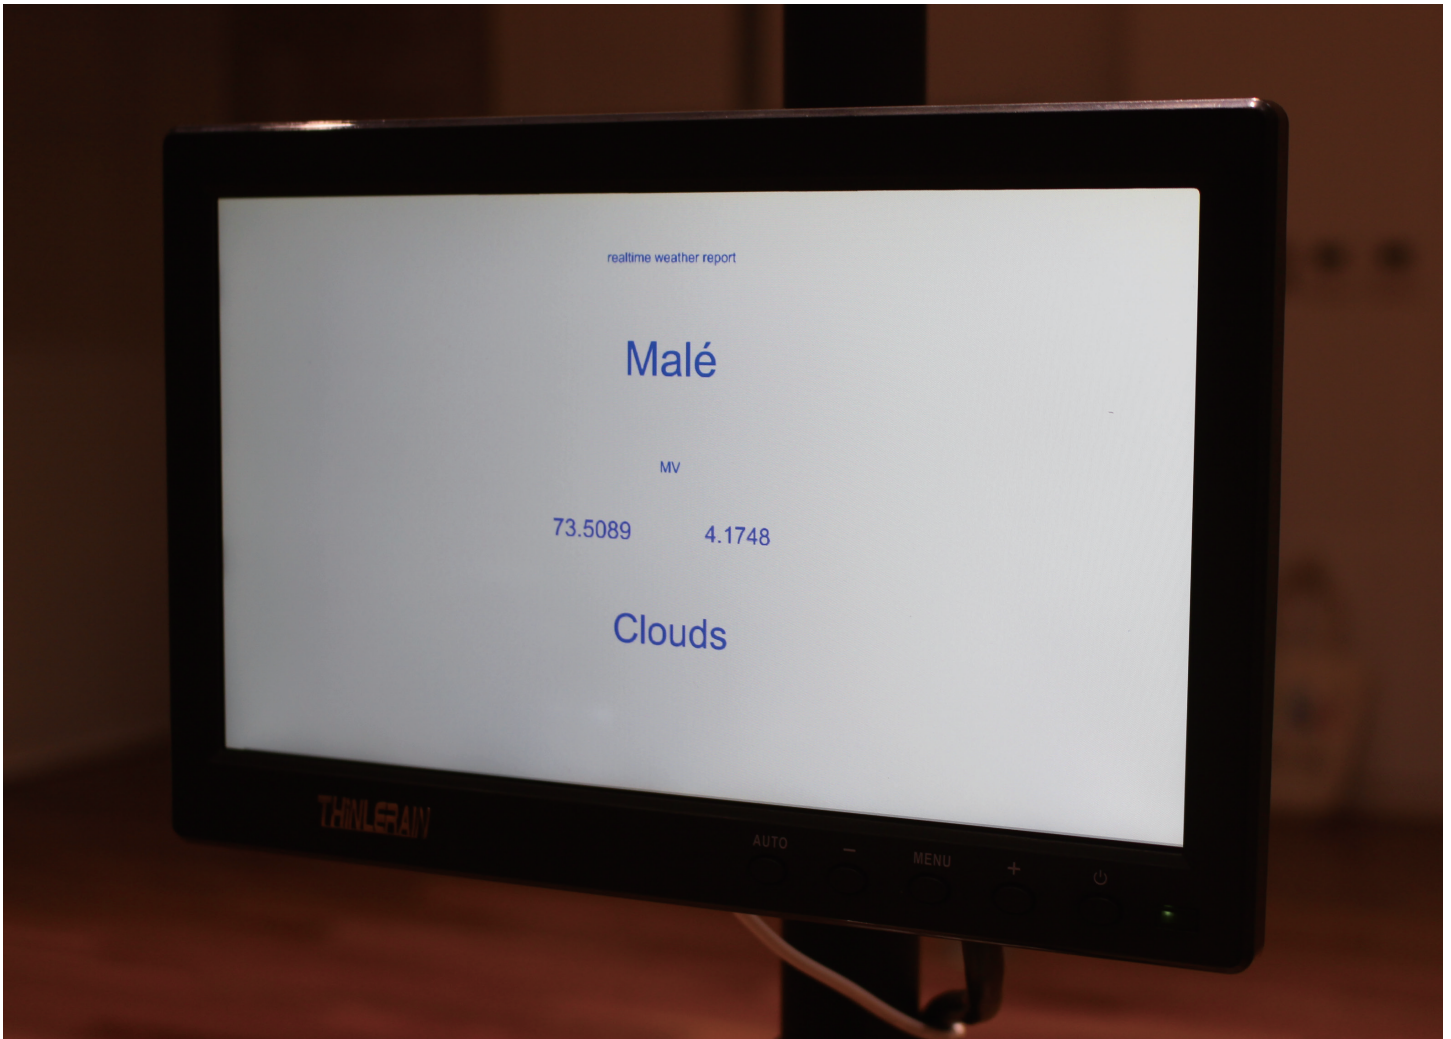 realtime weather report
Malé
MV
73.5089 4.1748
Clouds
THINLERAIN
AUTO − MENU +